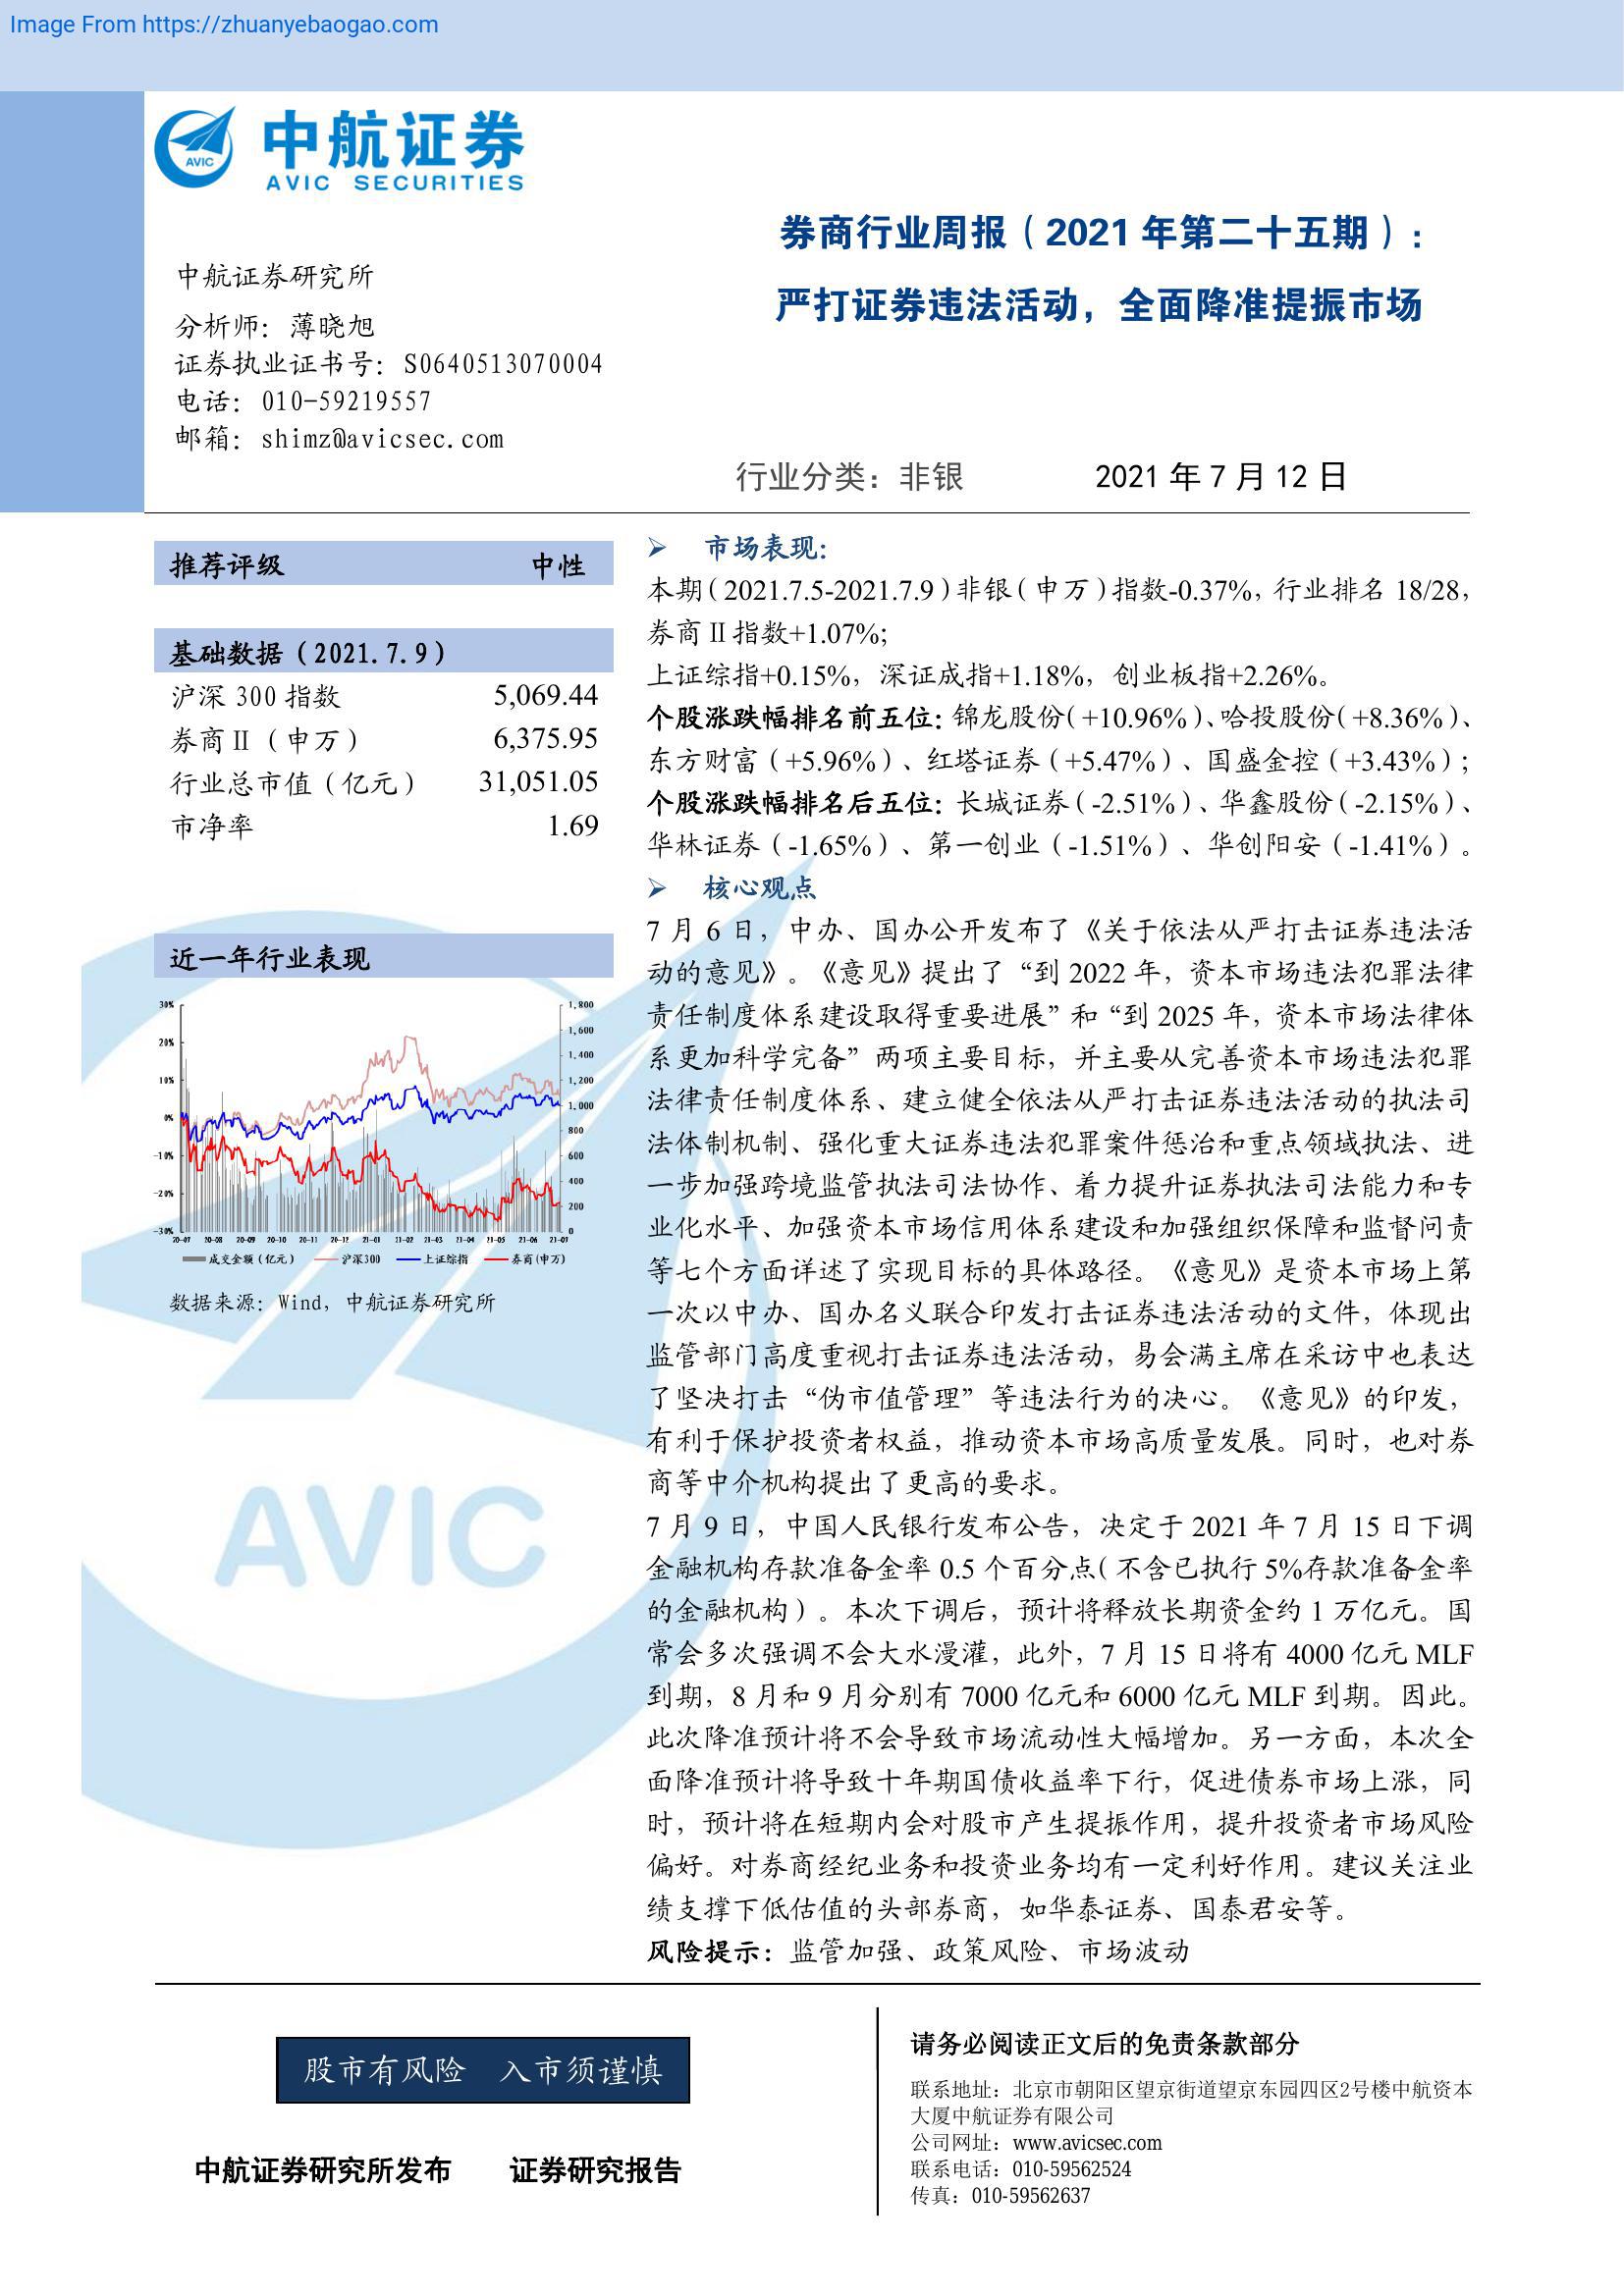 Image From https://zhuanyebaogao.com
AVIC
中航证券
AVIC SECURITIES
券商行业周报（2021 年第二十五期）：
严打证券违法活动，全面降准提振市场
中航证券研究所
分析师：薄晓旭
证券执业证书号：S0640513070004
电话：010-59219557
邮箱：shimz@avicsec.com
行业分类：非银 2021 年 7 月 12 日
推荐评级 中性
基础数据（2021.7.9）
沪深 300 指数 5,069.44
券商Ⅱ（申万） 6,375.95
行业总市值（亿元） 31,051.05
市净率 1.69
近一年行业表现
30% 20% 10% 0% -10% -20% -30%
1,800 1,600 1,400 1,200 1,000 800 600 400 200 0
20-07 20-08 20-09 20-10 20-11 20-12 21-01 21-02 21-03 21-04 21-05 21-06 21-07
成交金额（亿元） 沪深300 上证综指 券商(申万)
数据来源：Wind，中航证券研究所
AVIC
➢ 市场表现：
本期（2021.7.5-2021.7.9）非银（申万）指数-0.37%，行业排名 18/28，
券商Ⅱ指数+1.07%;
上证综指+0.15%，深证成指+1.18%，创业板指+2.26%。
个股涨跌幅排名前五位：锦龙股份（+10.96%）、哈投股份（+8.36%）、
东方财富（+5.96%）、红塔证券（+5.47%）、国盛金控（+3.43%）；
个股涨跌幅排名后五位：长城证券（-2.51%）、华鑫股份（-2.15%）、
华林证券（-1.65%）、第一创业（-1.51%）、华创阳安（-1.41%）。
➢ 核心观点
7 月 6 日，中办、国办公开发布了《关于依法从严打击证券违法活
动的意见》。《意见》提出了“到 2022 年，资本市场违法犯罪法律
责任制度体系建设取得重要进展”和“到 2025 年，资本市场法律体
系更加科学完备”两项主要目标，并主要从完善资本市场违法犯罪
法律责任制度体系、建立健全依法从严打击证券违法活动的执法司
法体制机制、强化重大证券违法犯罪案件惩治和重点领域执法、进
一步加强跨境监管执法司法协作、着力提升证券执法司法能力和专
业化水平、加强资本市场信用体系建设和加强组织保障和监督问责
等七个方面详述了实现目标的具体路径。《意见》是资本市场上第
一次以中办、国办名义联合印发打击证券违法活动的文件，体现出
监管部门高度重视打击证券违法活动，易会满主席在采访中也表达
了坚决打击“伪市值管理”等违法行为的决心。《意见》的印发，
有利于保护投资者权益，推动资本市场高质量发展。同时，也对券
商等中介机构提出了更高的要求。
7 月 9 日，中国人民银行发布公告，决定于 2021 年 7 月 15 日下调
金融机构存款准备金率 0.5 个百分点（不含已执行 5%存款准备金率
的金融机构）。本次下调后，预计将释放长期资金约 1 万亿元。国
常会多次强调不会大水漫灌，此外，7 月 15 日将有 4000 亿元 MLF
到期，8 月和 9 月分别有 7000 亿元和 6000 亿元 MLF 到期。因此。
此次降准预计将不会导致市场流动性大幅增加。另一方面，本次全
面降准预计将导致十年期国债收益率下行，促进债券市场上涨，同
时，预计将在短期内会对股市产生提振作用，提升投资者市场风险
偏好。对券商经纪业务和投资业务均有一定利好作用。建议关注业
绩支撑下低估值的头部券商，如华泰证券、国泰君安等。
风险提示：监管加强、政策风险、市场波动
股市有风险 入市须谨慎
中航证券研究所发布 证券研究报告
请务必阅读正文后的免责条款部分
联系地址：北京市朝阳区望京街道望京东园四区2号楼中航资本
大厦中航证券有限公司
公司网址：www.avicsec.com
联系电话：010-59562524
传真：010-59562637